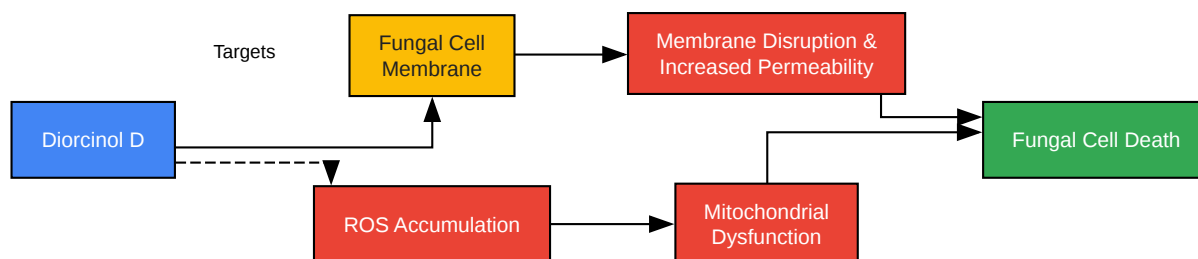 Targets
Fungal Cell
Membrane
Membrane Disruption &
Increased Permeability
Diorcinol D
Fungal Cell Death
ROS Accumulation
Mitochondrial
Dysfunction